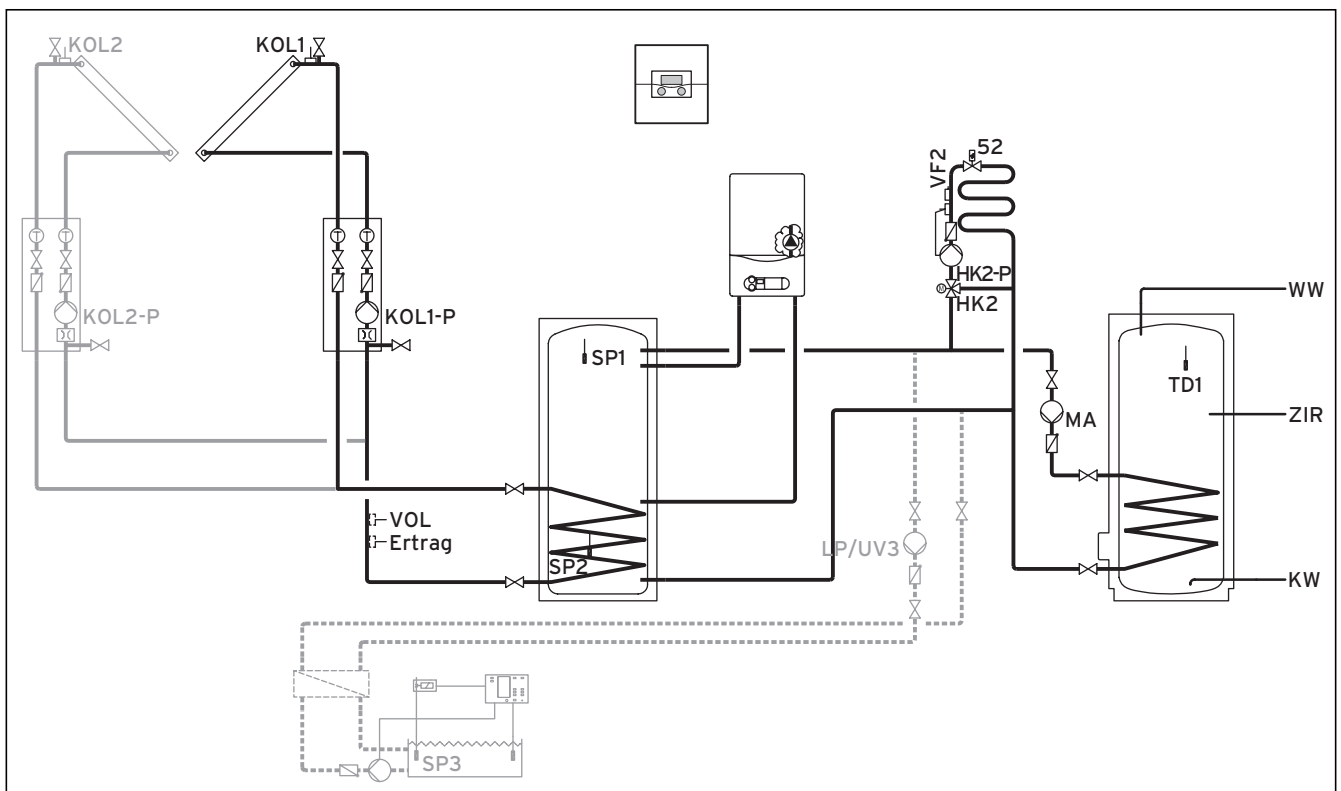 KOL2
KOL1
VF2
52
KOL2-P
KOL1-P
HK2-P
HK2
WW
SP1
TD1
MA
ZIR
VOL
Ertrag
LP/UV3
SP2
KW
SP3